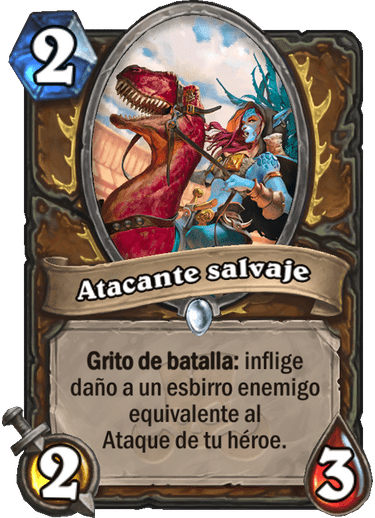 2
Atacante salvaje
Grito de batalla: inflige
daño a un esbirro enemigo
equivalente al
Ataque de tu héroe.
2
3